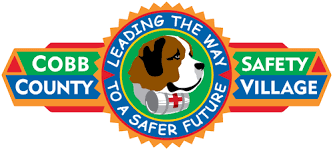 COBB COUNTY
LEADING THE WAY
TO A SAFER FUTURE
SAFETY VILLAGE